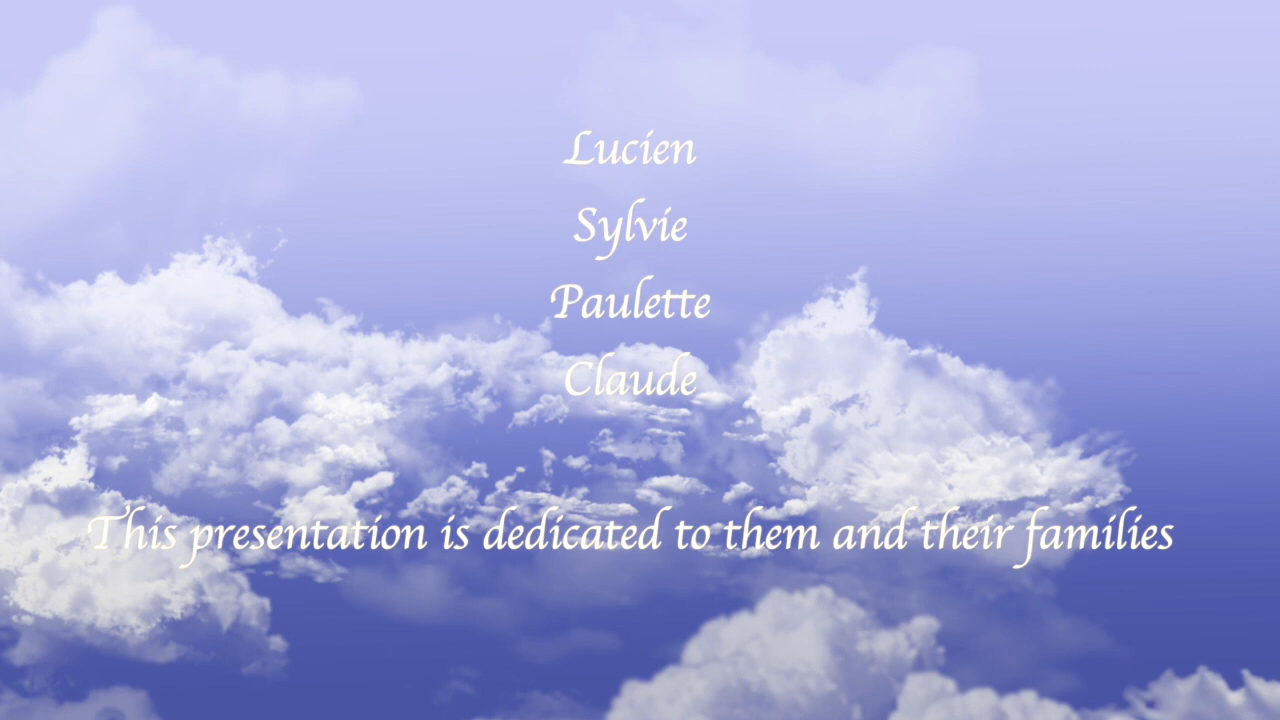 Lucien
Sylvie
Paulette
Claude
This presentation is dedicated to them and their families